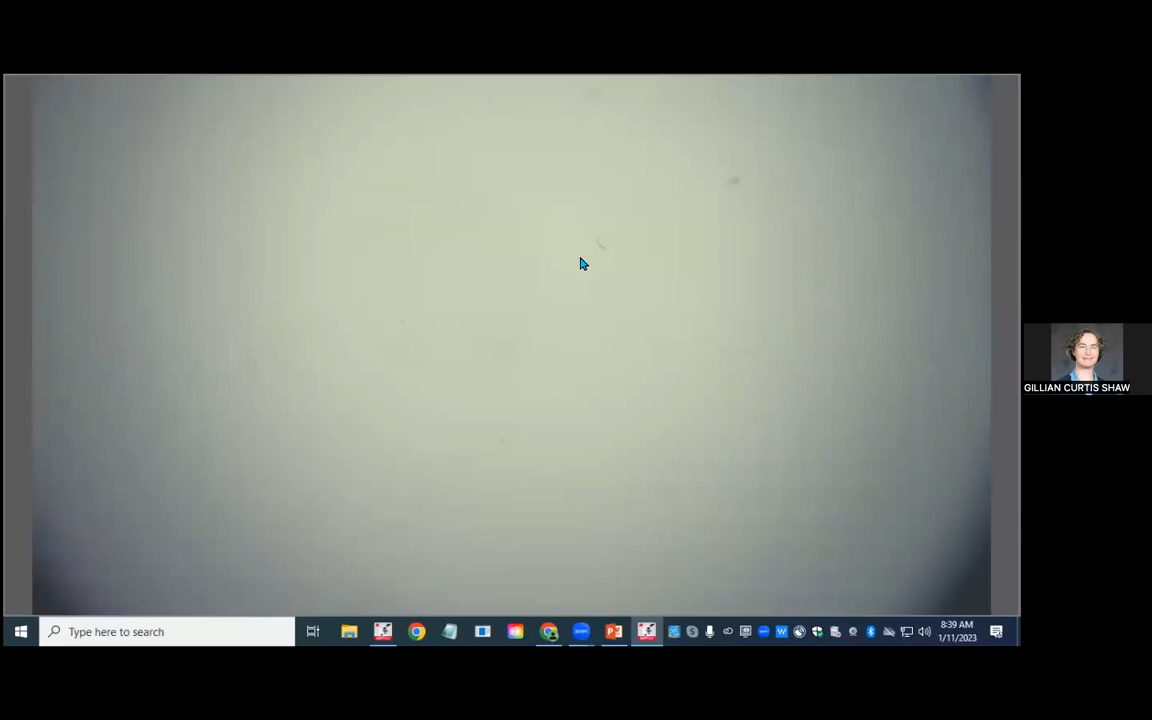 GILLIAN CURTIS SHAW
Type here to search
8:39 AM
1/11/2023